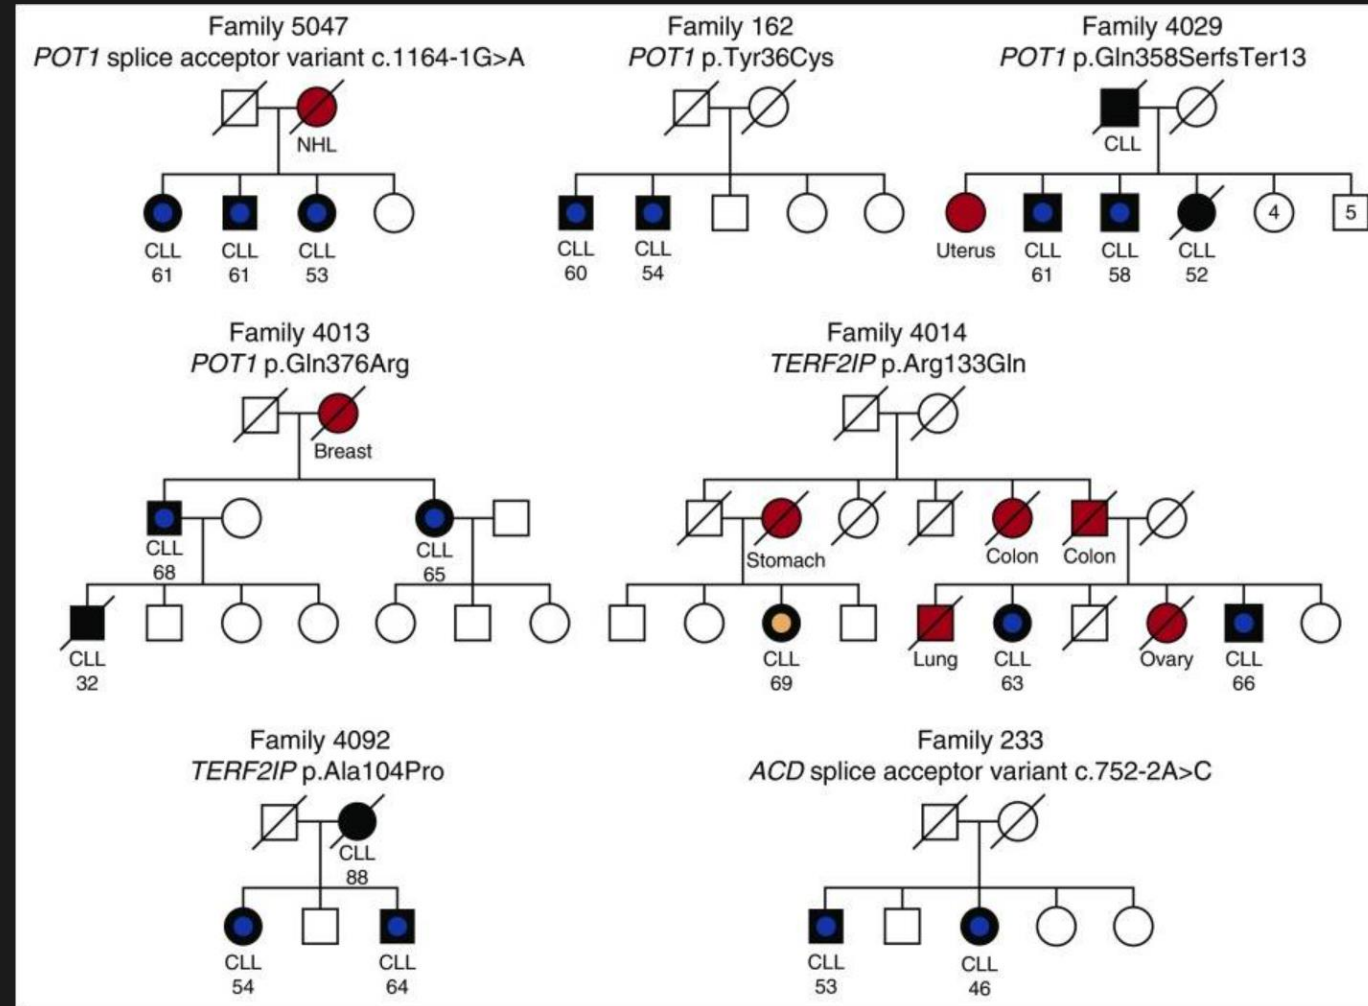 Family 5047
POT1 splice acceptor variant c.1164-1G>A
NHL
CLL
61
CLL
61
CLL
53
Family 162
POT1 p.Tyr36Cys
CLL
60
CLL
54
Family 4029
POT1 p.Gln358SerfsTer13
CLL
4
5
Uterus
CLL
61
CLL
58
CLL
52
Family 4013
POT1 p.Gln376Arg
Breast
CLL
68
CLL
65
CLL
32
Family 4014
TERF2IP p.Arg133Gln
Stomach
Colon
Colon
CLL
69
Lung
CLL
63
Ovary
CLL
66
Family 4092
TERF2IP p.Ala104Pro
CLL
88
CLL
54
CLL
64
Family 233
ACD splice acceptor variant c.752-2A>C
CLL
53
CLL
46